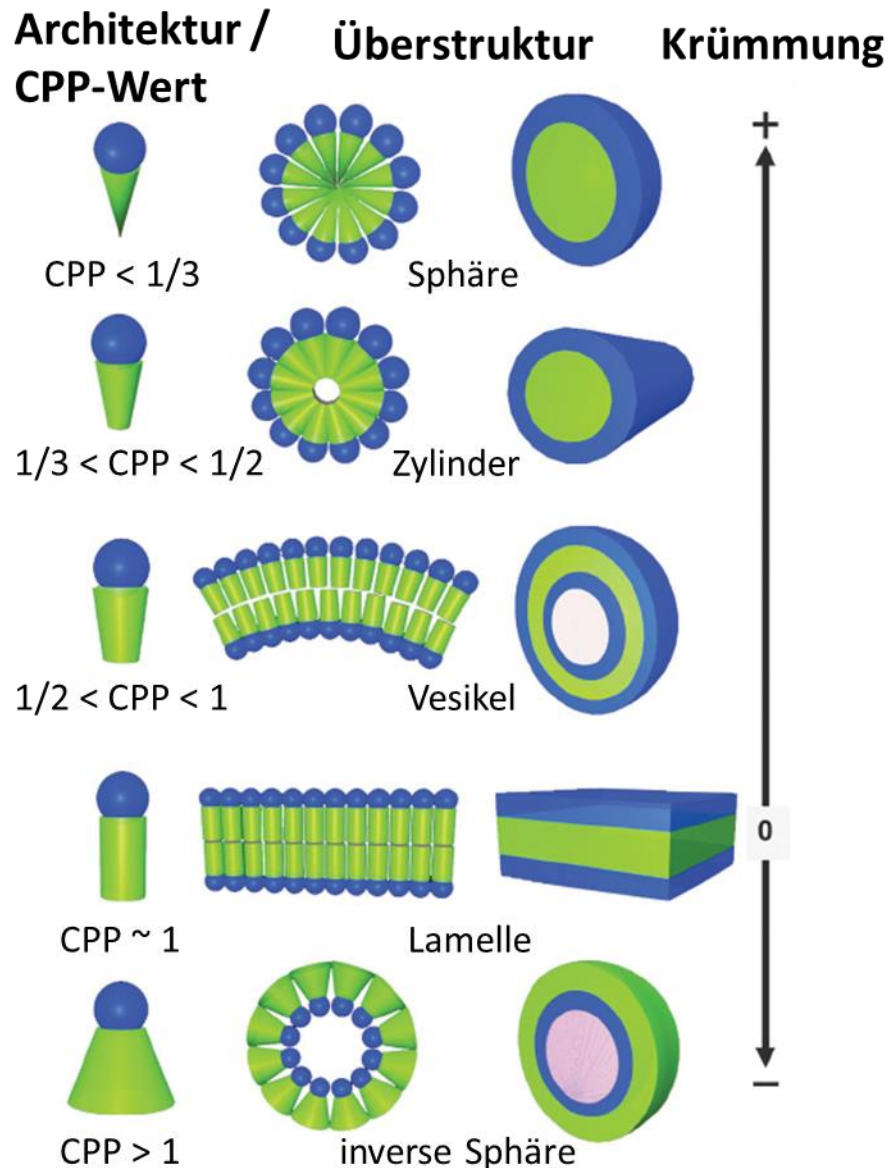 Architektur / CPP-Wert
Überstruktur
Krümmung
+
CPP < 1/3
Sphäre
1/3 < CPP < 1/2
Zylinder
1/2 < CPP < 1
Vesikel
0
CPP ~ 1
Lamelle
–
CPP > 1
inverse Sphäre